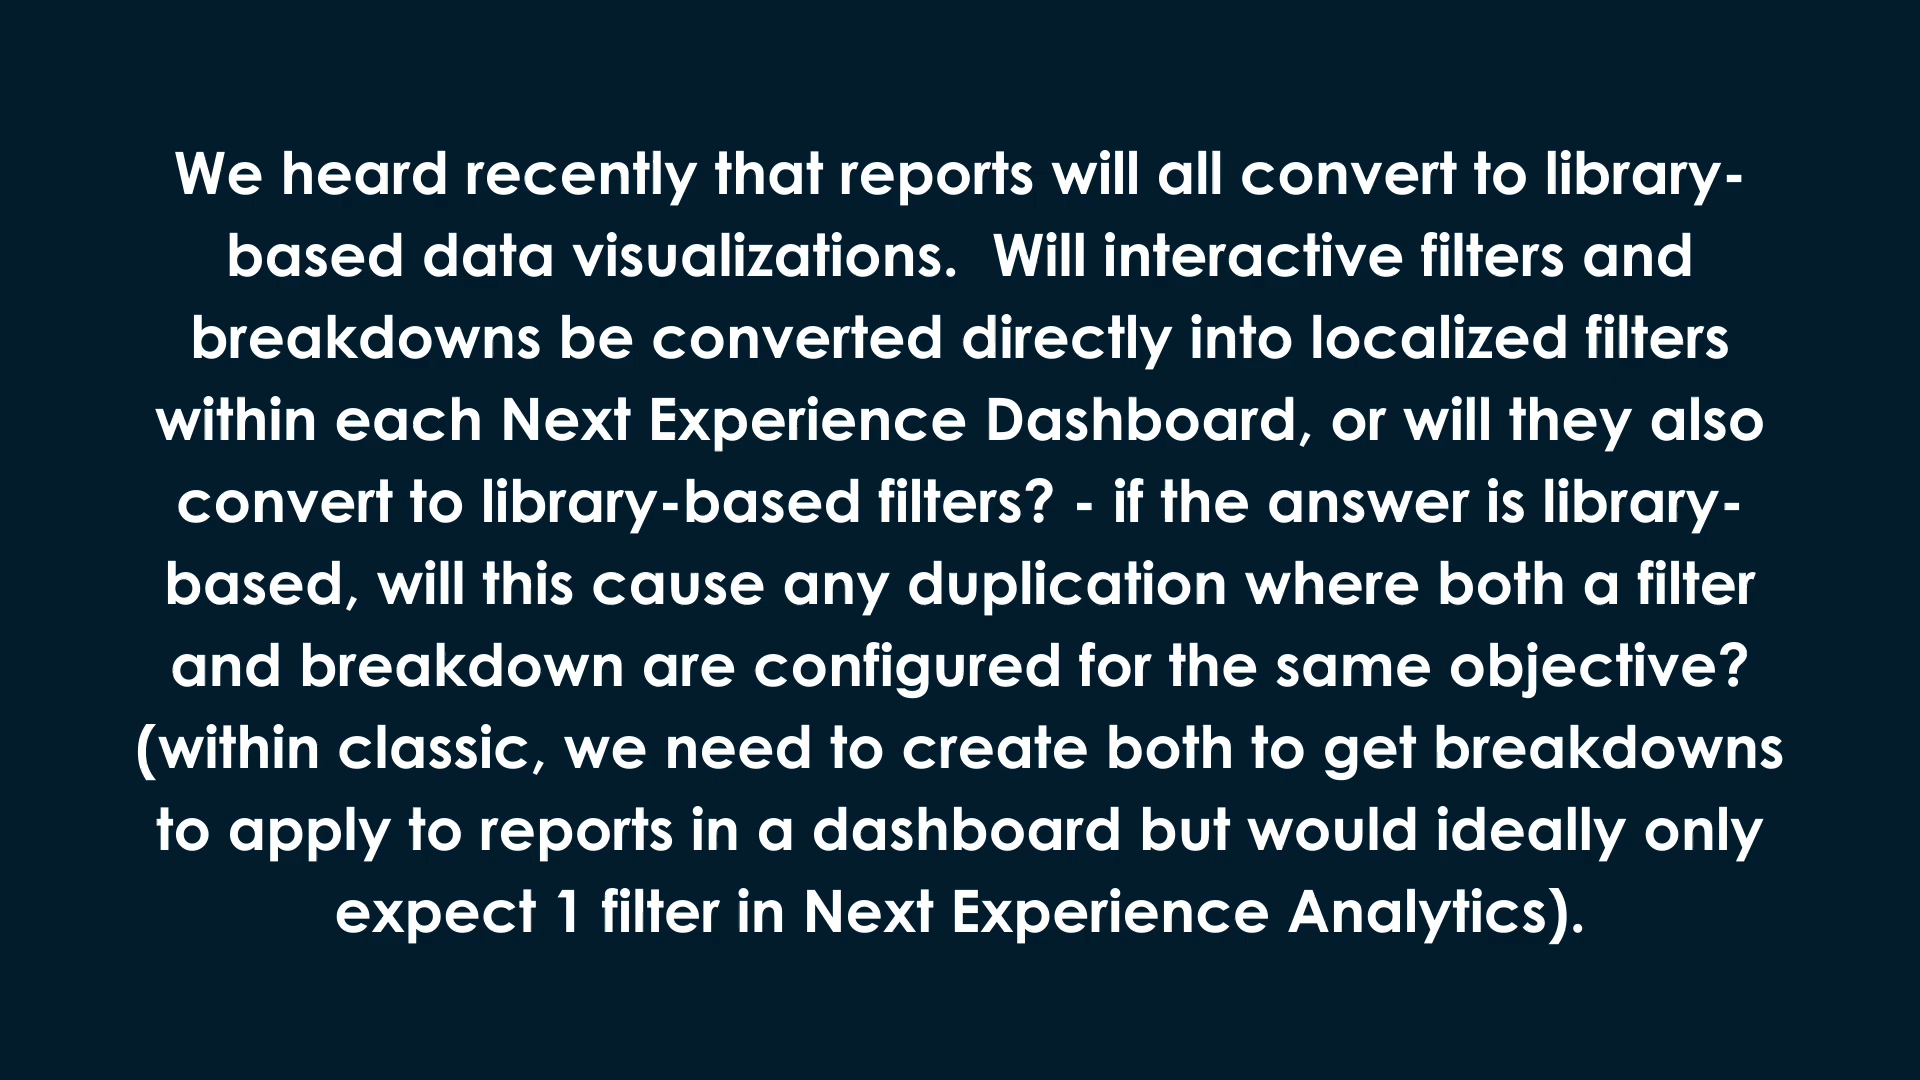 We heard recently that reports will all convert to library-
based data visualizations.  Will interactive filters and
breakdowns be converted directly into localized filters
within each Next Experience Dashboard, or will they also
convert to library-based filters? - if the answer is library-
based, will this cause any duplication where both a filter
and breakdown are configured for the same objective?
(within classic, we need to create both to get breakdowns
to apply to reports in a dashboard but would ideally only
expect 1 filter in Next Experience Analytics).